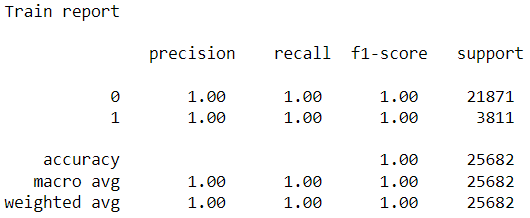 Train report
precision recall f1-score support
0 1.00 1.00 1.00 21871
1 1.00 1.00 1.00 3811
accuracy 1.00 25682
macro avg 1.00 1.00 1.00 25682
weighted avg 1.00 1.00 1.00 25682